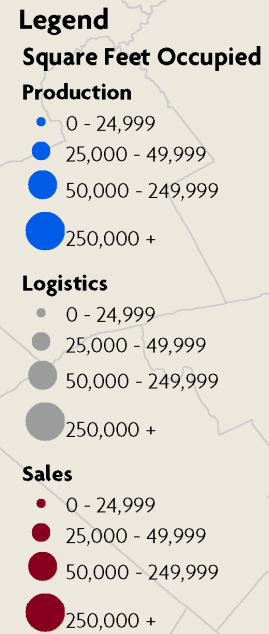 Legend
Square Feet Occupied
Production
0 - 24,999
25,000 - 49,999
50,000 - 249,999
250,000 +
Logistics
0 - 24,999
25,000 - 49,999
50,000 - 249,999
250,000 +
Sales
0 - 24,999
25,000 - 49,999
50,000 - 249,999
250,000 +